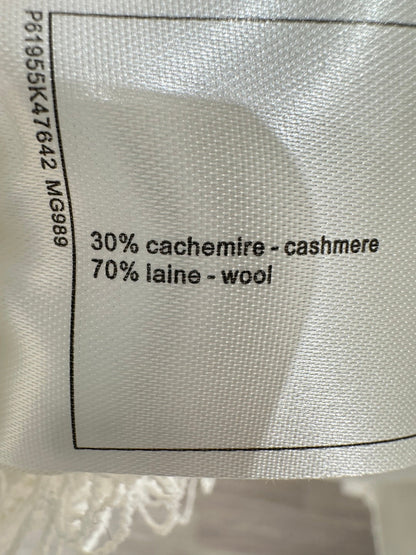 P61955K47642 MG989
30% cachemire - cashmere
70% laine - wool